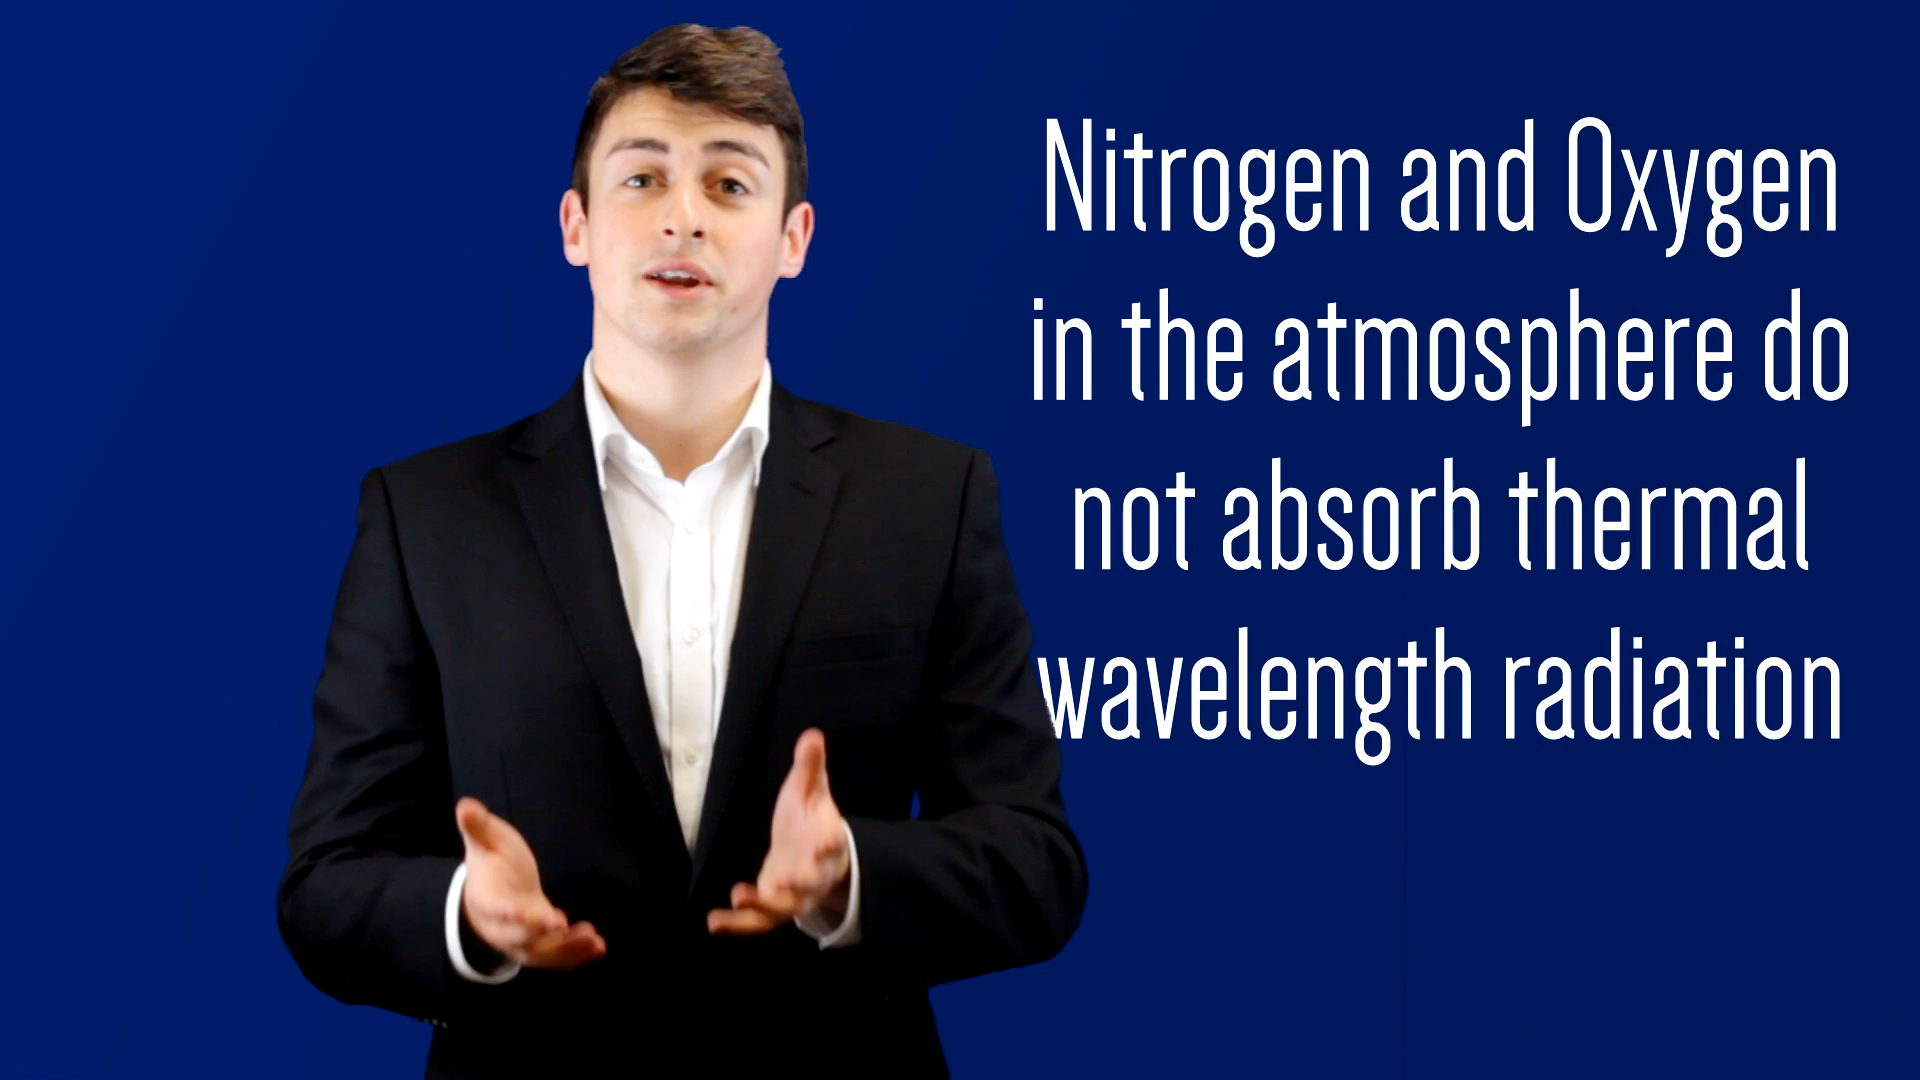 Nitrogen and Oxygen
in the atmosphere do
not absorb thermal
wavelength radiation